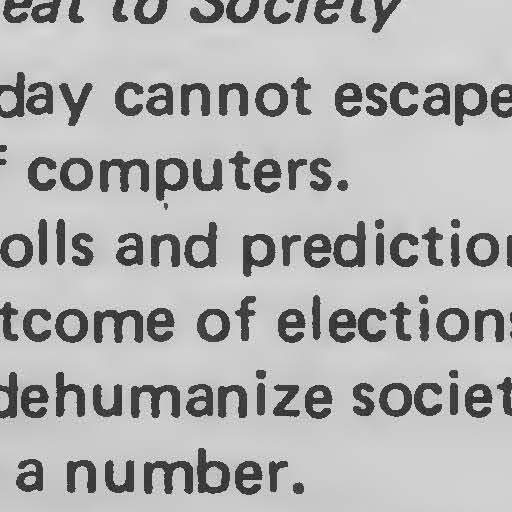 eat to Society
day cannot escape
f computers.
olls and prediction
tcome of elections
dehumanize societ
a number.